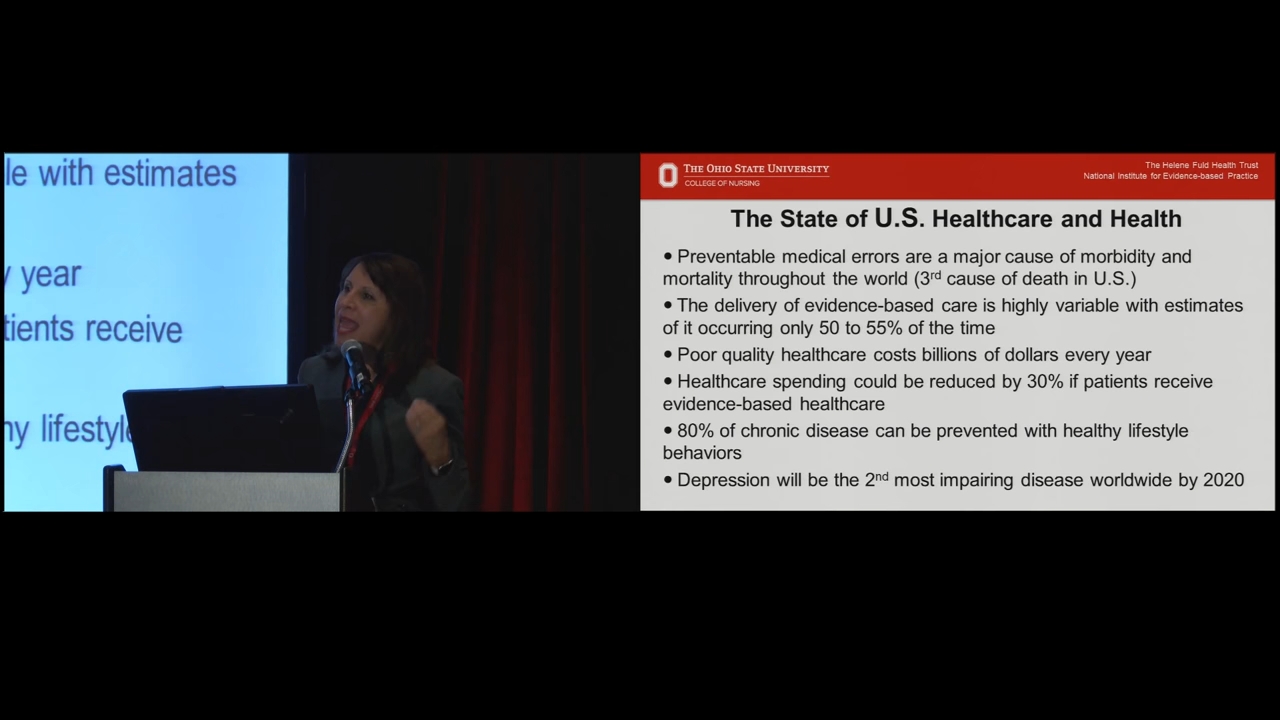 le with estimates
y year
tients receive
ny lifestyle
THE OHIO STATE UNIVERSITY
COLLEGE OF NURSING
The Helene Fuld Health Trust
National Institute for Evidence-based Practice
The State of U.S. Healthcare and Health
• Preventable medical errors are a major cause of morbidity and
mortality throughout the world (3rd cause of death in U.S.)
• The delivery of evidence-based care is highly variable with estimates
of it occurring only 50 to 55% of the time
• Poor quality healthcare costs billions of dollars every year
• Healthcare spending could be reduced by 30% if patients receive
evidence-based healthcare
• 80% of chronic disease can be prevented with healthy lifestyle
behaviors
• Depression will be the 2nd most impairing disease worldwide by 2020